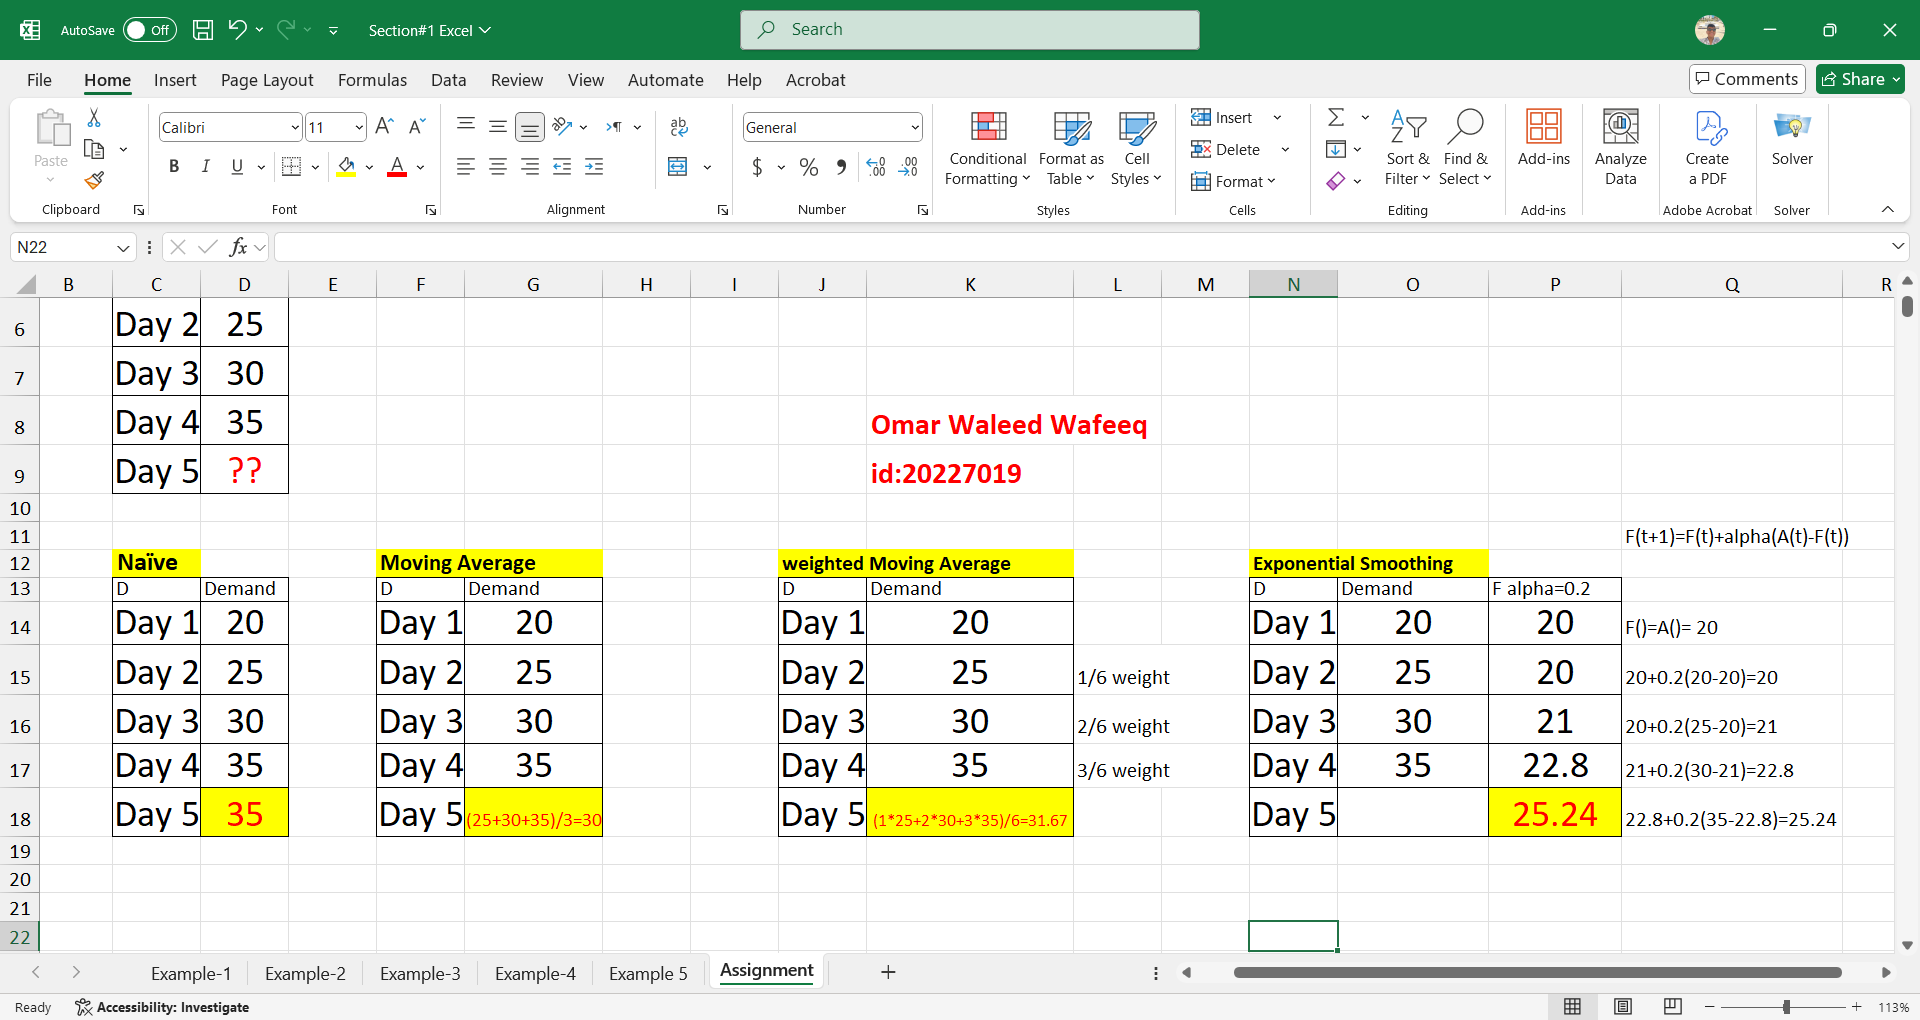 AutoSave Off Section#1 Excel Search
File Home Insert Page Layout Formulas Data Review View Automate Help Acrobat Comments Share
Paste Calibri 11 General Conditional Formatting Format as Table Cell Styles Insert Delete Format Sort & Filter Find & Select Add-ins Analyze Data Create a PDF Solver
Clipboard Font Alignment Number Styles Cells Editing Add-ins Adobe Acrobat Solver
N22 fx
B C D E F G H I J K L M N O P Q R
6 Day 2 25
7 Day 3 30
8 Day 4 35 Omar Waleed Wafeeq
9 Day 5 ?? id:20227019
10
11 F(t+1)=F(t)+alpha(A(t)-F(t))
12 Naïve Moving Average weighted Moving Average Exponential Smoothing
13 D Demand D Demand D Demand D Demand F alpha=0.2
14 Day 1 20 Day 1 20 Day 1 20 Day 1 20 20 F()=A()= 20
15 Day 2 25 Day 2 25 Day 2 25 1/6 weight Day 2 25 20 20+0.2(20-20)=20
16 Day 3 30 Day 3 30 Day 3 30 2/6 weight Day 3 30 21 20+0.2(25-20)=21
17 Day 4 35 Day 4 35 Day 4 35 3/6 weight Day 4 35 22.8 21+0.2(30-21)=22.8
18 Day 5 35 Day 5 (25+30+35)/3=30 Day 5 (1*25+2*30+3*35)/6=31.67 Day 5 25.24 22.8+0.2(35-22.8)=25.24
19
20
21
22
Example-1 Example-2 Example-3 Example-4 Example 5 Assignment
Ready Accessibility: Investigate 113%